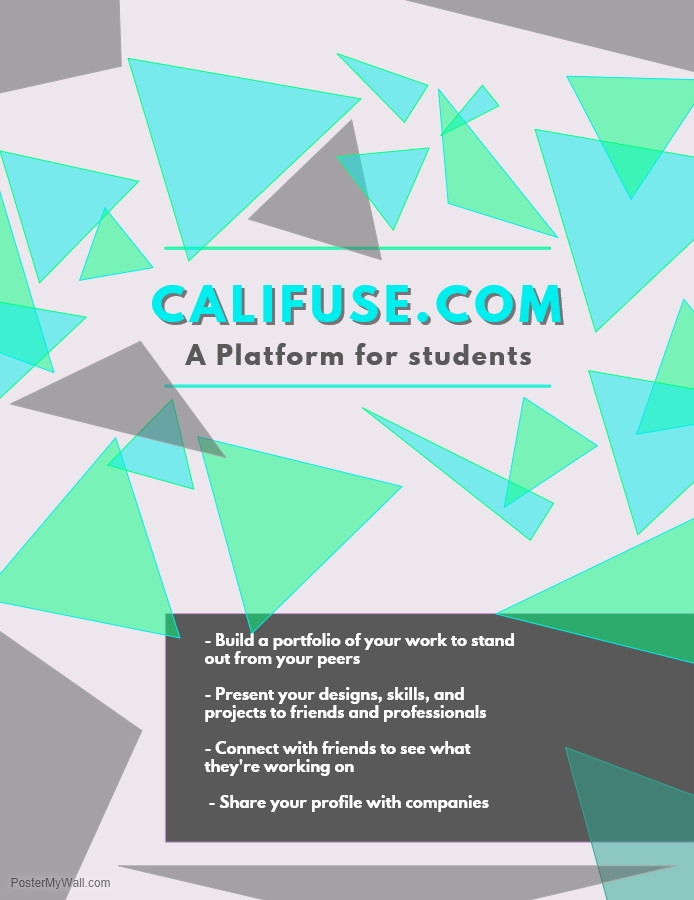 CALIFUSE.COM
A Platform for students
- Build a portfolio of your work to stand
out from your peers
- Present your designs, skills, and
projects to friends and professionals
- Connect with friends to see what
they're working on
- Share your profile with companies
PosterMyWall.com